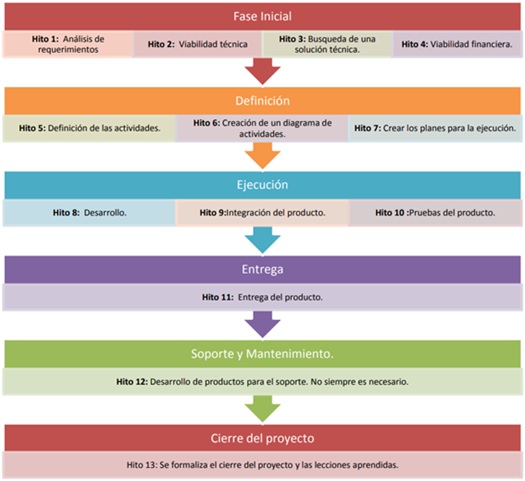 Fase Inicial
Hito 1: Análisis de
requerimientos
Hito 2: Viabilidad técnica
Hito 3: Busqueda de una
solución técnica.
Hito 4: Viabilidad financiera.
Definición
Hito 5: Definición de las actividades.
Hito 6: Creación de un diagrama de
actividades.
Hito 7: Crear los planes para la ejecución.
Ejecución
Hito 8: Desarrollo.
Hito 9:Integración del producto.
Hito 10 :Pruebas del producto.
Entrega
Hito 11: Entrega del producto.
Soporte y Mantenimiento.
Hito 12: Desarrollo de productos para el soporte. No siempre es necesario.
Cierre del proyecto
Hito 13: Se formaliza el cierre del proyecto y las lecciones aprendidas.